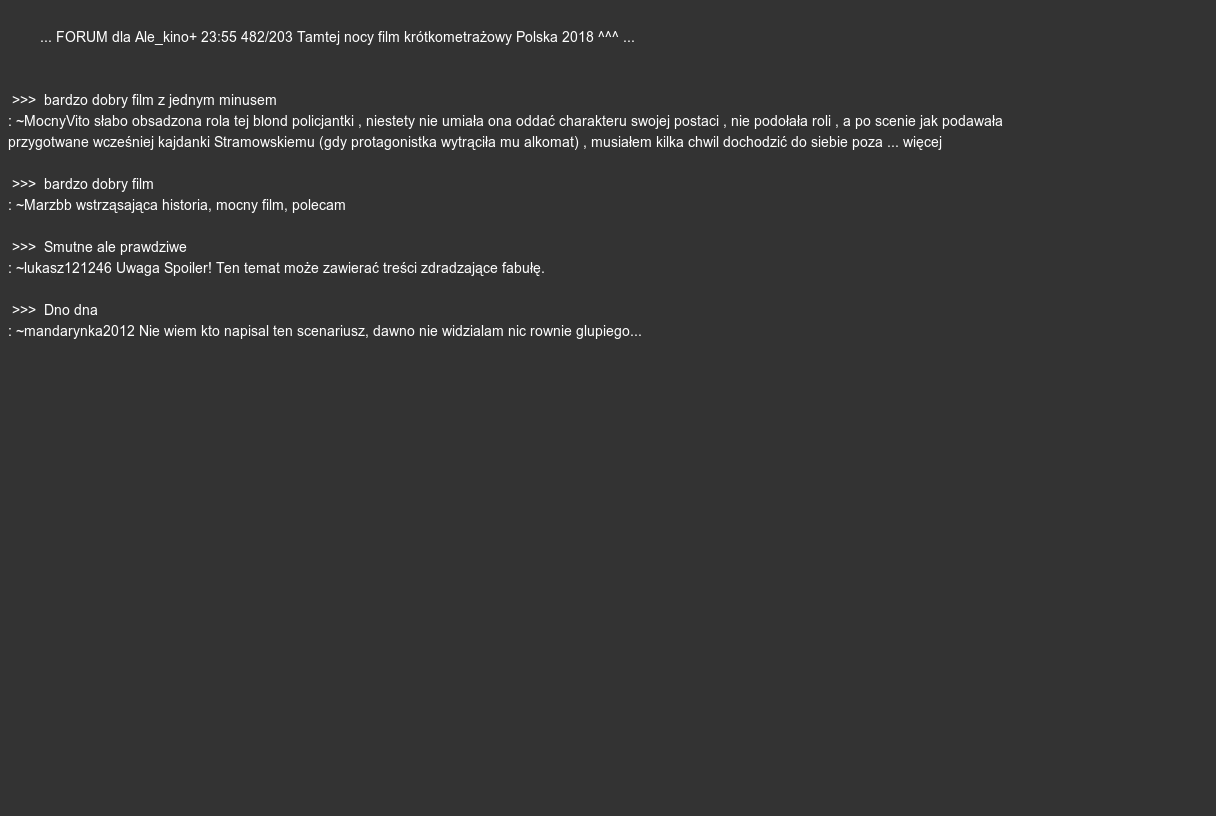 ... FORUM dla Ale_kino+ 23:55 482/203 Tamtej nocy film krótkometrażowy Polska 2018 ^^^ ...
>>> bardzo dobry film z jednym minusem
: ~MocnyVito słabo obsadzona rola tej blond policjantki , niestety nie umiała ona oddać charakteru swojej postaci , nie podołała roli , a po scenie jak podawała
przygotwane wcześniej kajdanki Stramowskiemu (gdy protagonistka wytrąciła mu alkomat) , musiałem kilka chwil dochodzić do siebie poza ... więcej
>>> bardzo dobry film
: ~Marzbb wstrząsająca historia, mocny film, polecam
>>> Smutne ale prawdziwe
: ~lukasz121246 Uwaga Spoiler! Ten temat może zawierać treści zdradzające fabułę.
>>> Dno dna
: ~mandarynka2012 Nie wiem kto napisal ten scenariusz, dawno nie widzialam nic rownie glupiego...